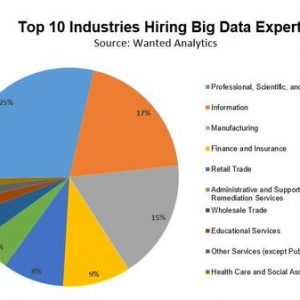 Top 10 Industries Hiring Big Data Expert
Source: Wanted Analytics
25%
17%
15%
9%
8%
%
Professional, Scientific, and
Information
Manufacturing
Finance and Insurance
Retail Trade
Administrative and Support
Remediation Services
Wholesale Trade
Educational Services
Other Services (except Pub
Health Care and Social Ass